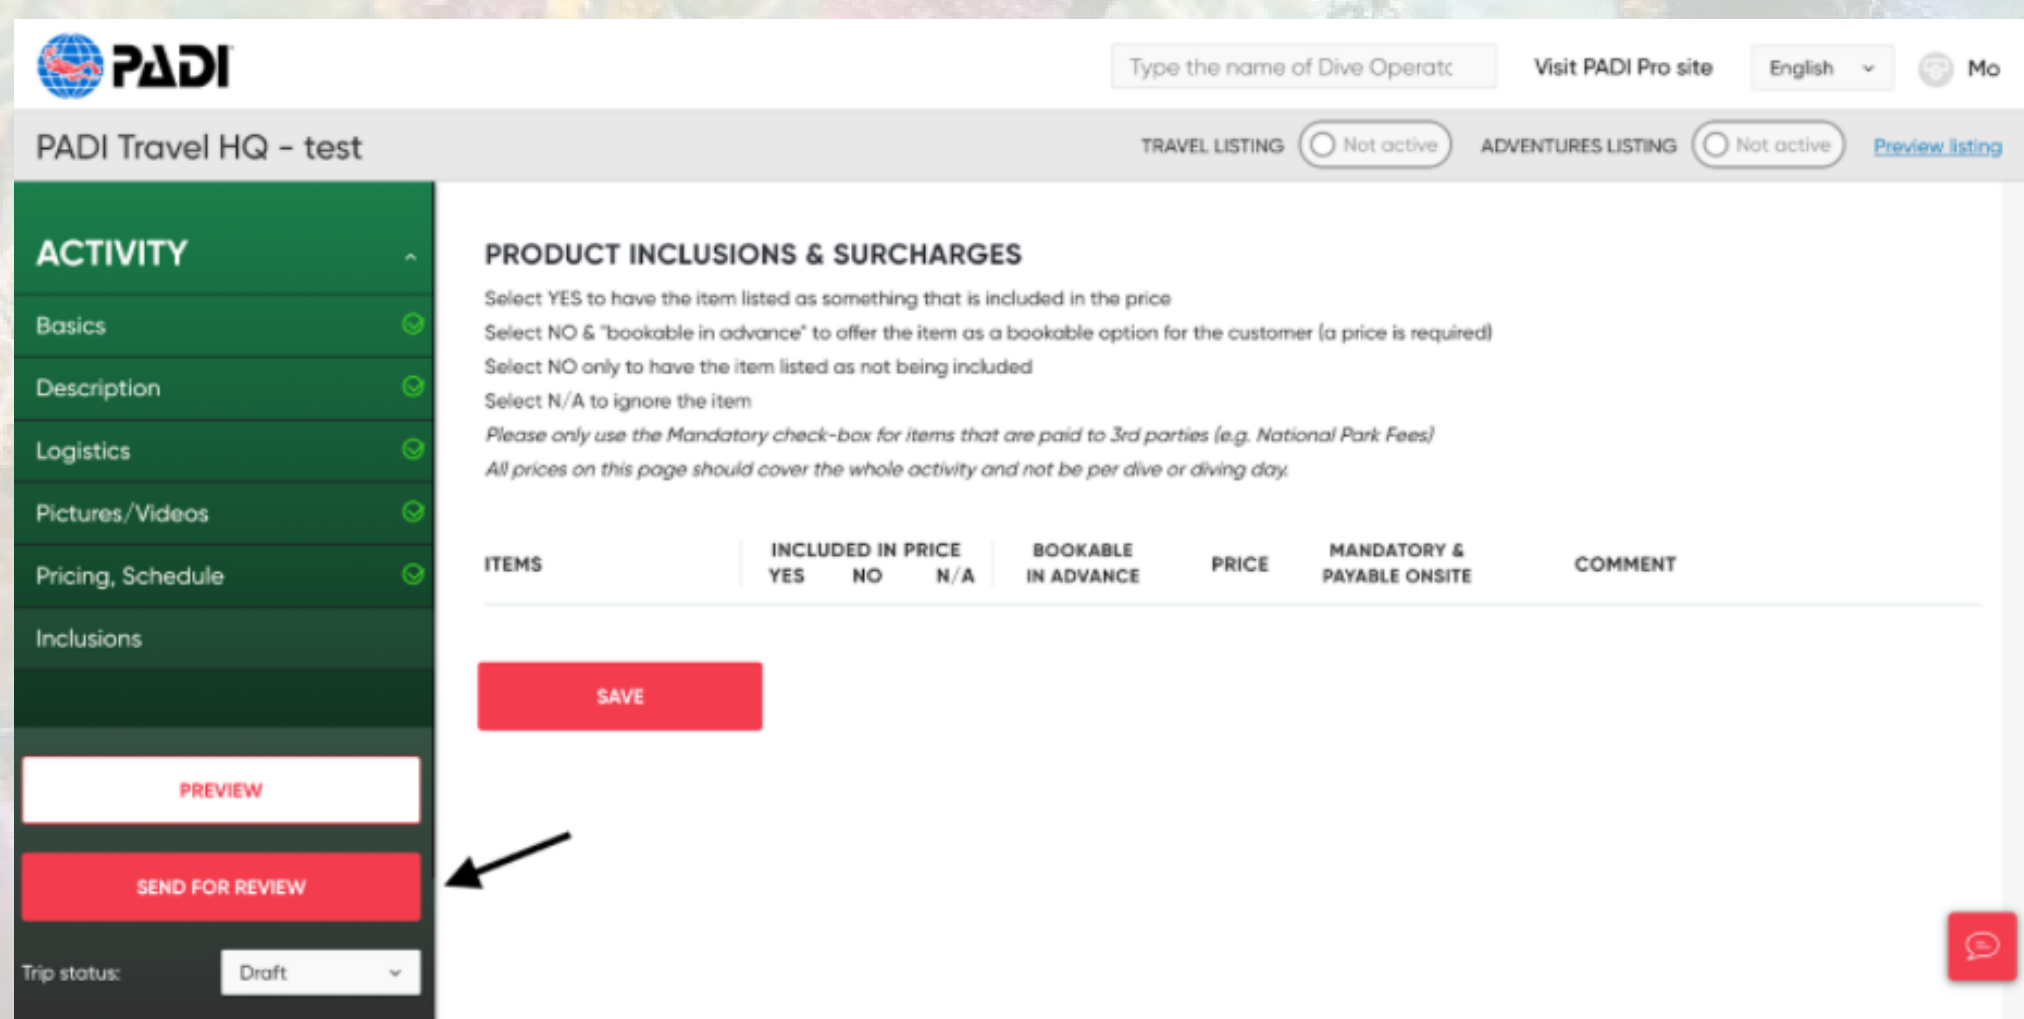 PADI
Type the name of Dive Operatc
Visit PADI Pro site
English
Mo
PADI Travel HQ - test
TRAVEL LISTING
Not active
ADVENTURES LISTING
Not active
Preview listing
ACTIVITY
Basics
Description
Logistics
Pictures/Videos
Pricing, Schedule
Inclusions
PREVIEW
SEND FOR REVIEW
Trip status:
Draft
PRODUCT INCLUSIONS & SURCHARGES
Select YES to have the item listed as something that is included in the price
Select NO & "bookable in advance" to offer the item as a bookable option for the customer (a price is required)
Select NO only to have the item listed as not being included
Select N/A to ignore the item
Please only use the Mandatory check-box for items that are paid to 3rd parties (e.g. National Park Fees)
All prices on this page should cover the whole activity and not be per dive or diving day.
ITEMS
INCLUDED IN PRICE
YES NO N/A
BOOKABLE
IN ADVANCE
PRICE
MANDATORY &
PAYABLE ONSITE
COMMENT
SAVE